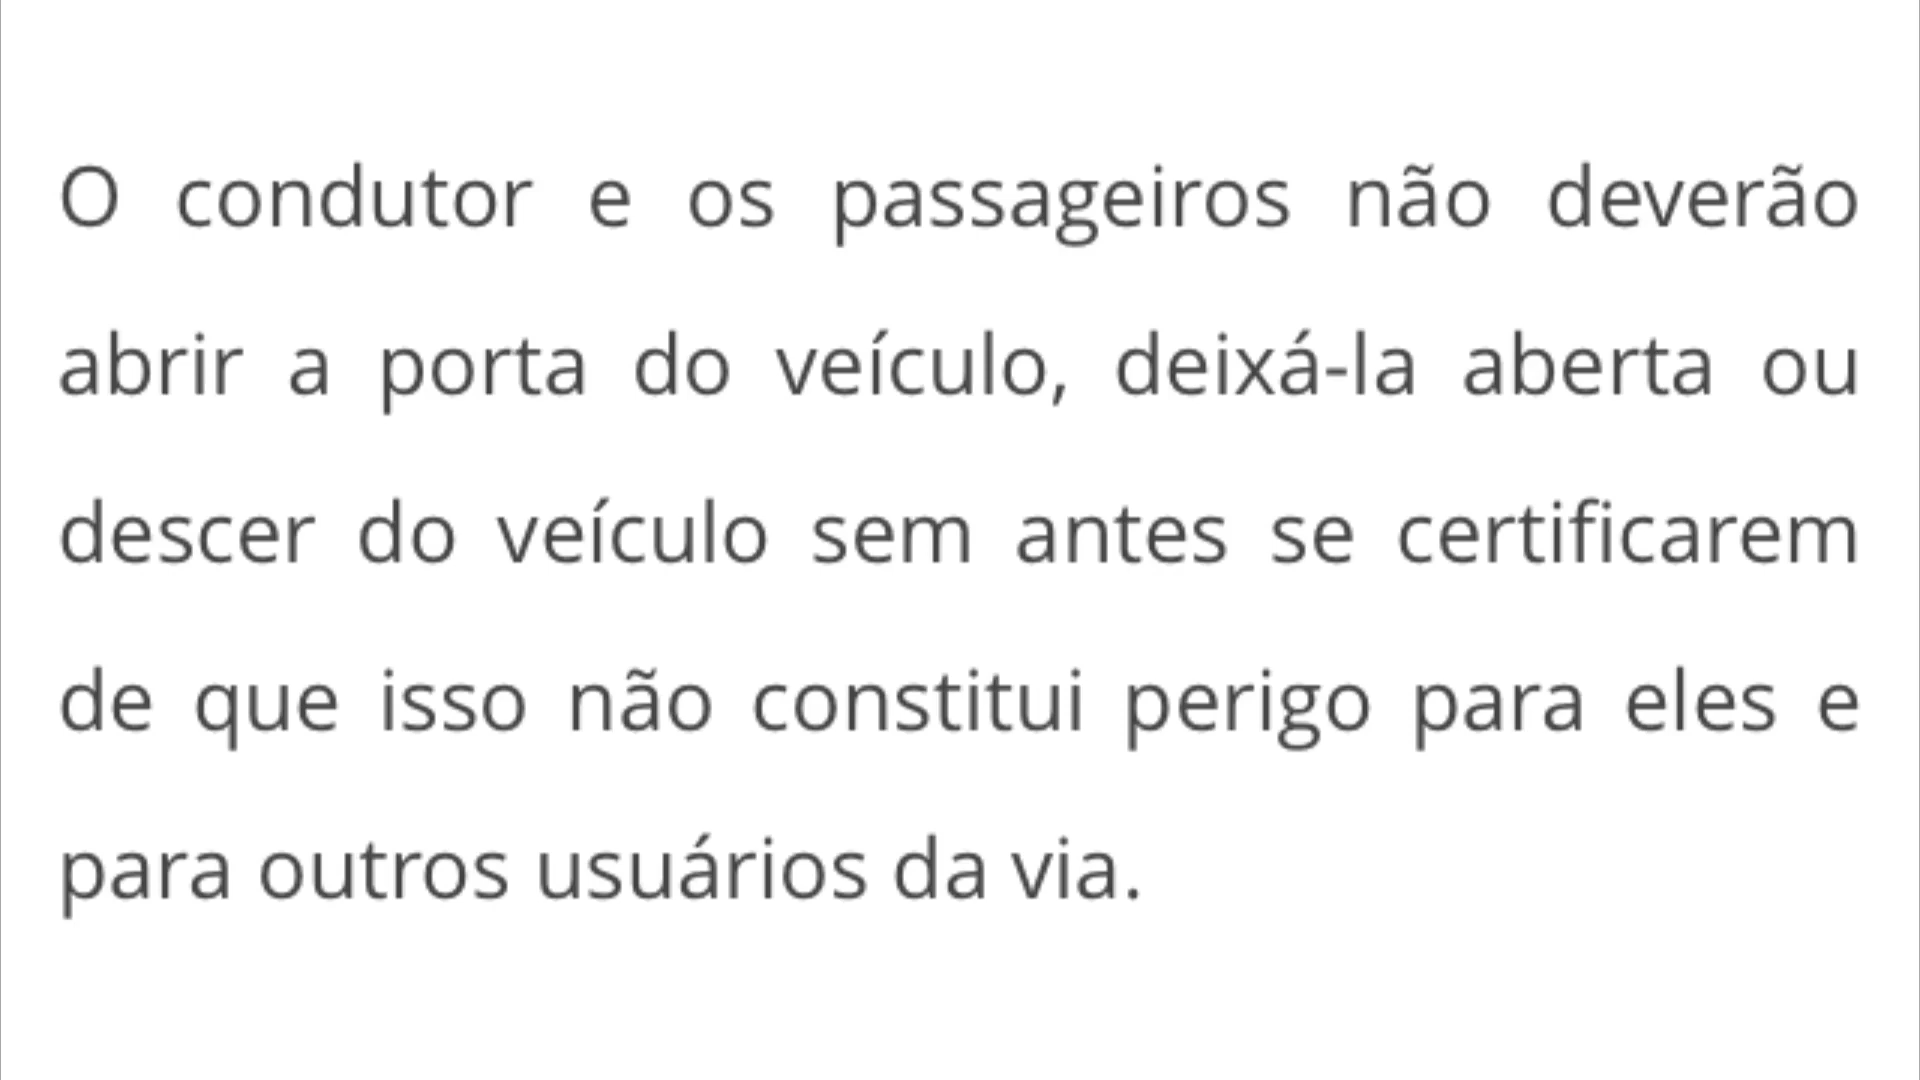 O condutor e os passageiros não deverão
abrir a porta do veículo, deixá-la aberta ou
descer do veículo sem antes se certificarem
de que isso não constitui perigo para eles e
para outros usuários da via.